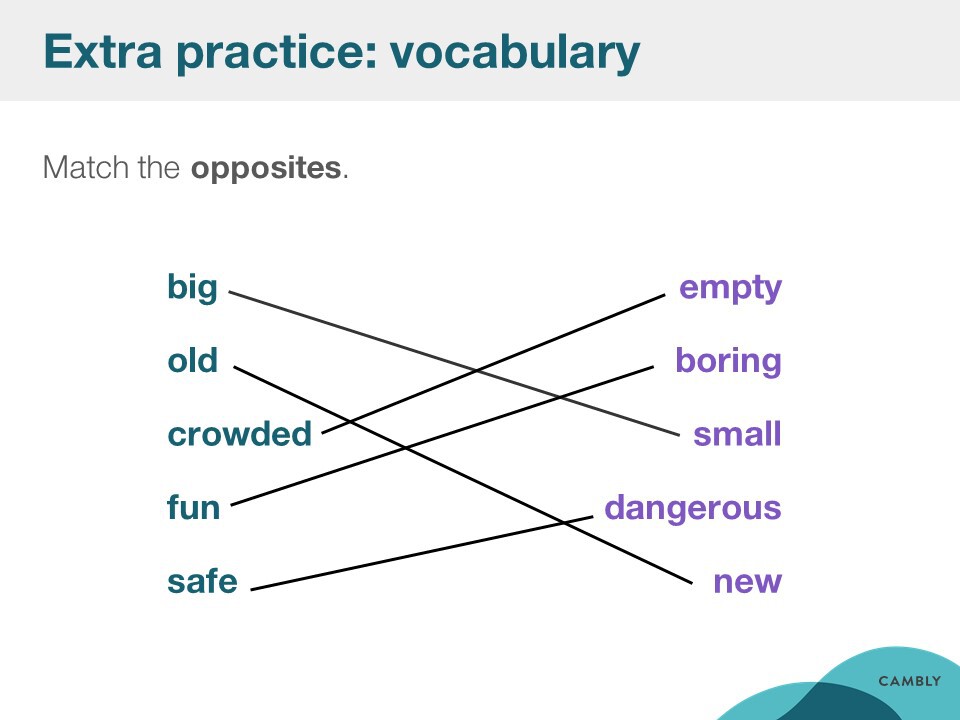 Extra practice: vocabulary
Match the opposites.
big empty
old boring
crowded small
fun dangerous
safe new
CAMBLY